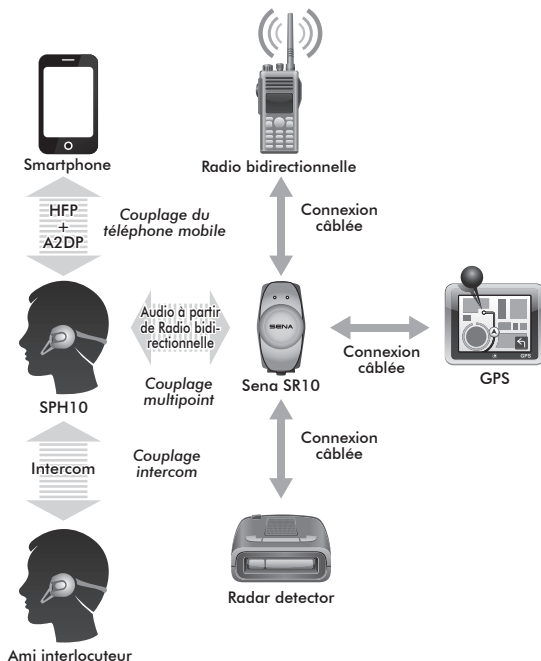 Smartphone
Radio bidirectionnelle
HFP
+
A2DP
Couplage du
téléphone mobile
Connexion
câblée
Audio à partir
de Radio bidi-
rectionnelle
SENA
Connexion
câblée
GPS
GPS
SPH10
Couplage
multipoint
Sena SR10
Intercom
Couplage
intercom
Connexion
câblée
Radar detector
Ami interlocuteur